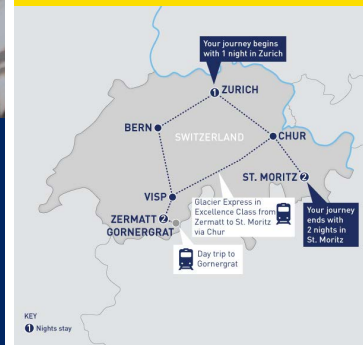 Your journey begins
with 1 night in Zurich
1 ZURICH
BERN
SWITZERLAND
CHUR
ST. MORITZ 2
VISP
Glacier Express in
Excellence Class from
Zermatt to St. Moritz
via Chur
ZERMATT 2
GORNERGRAT
Your journey
ends with
2 nights in
St. Moritz
Day trip to
Gornergrat
KEY
1 Nights stay